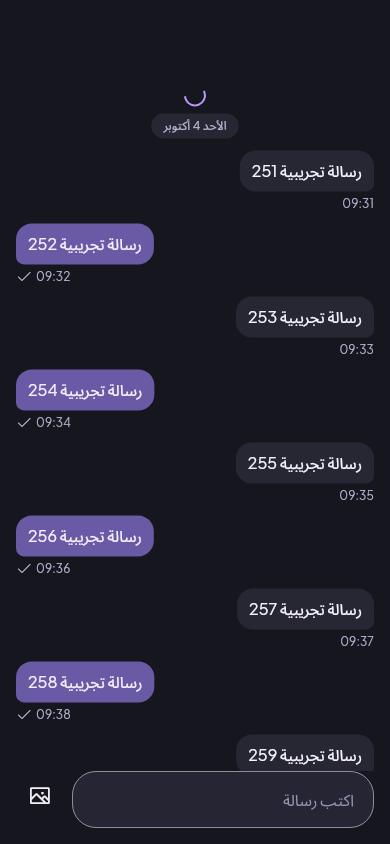 الأحد 4 أكتوبر
رسالة تجريبية 251
09:31
رسالة تجريبية 252
09:32
رسالة تجريبية 253
09:33
رسالة تجريبية 254
09:34
رسالة تجريبية 255
09:35
رسالة تجريبية 256
09:36
رسالة تجريبية 257
09:37
رسالة تجريبية 258
09:38
رسالة تجريبية 259
اكتب رسالة